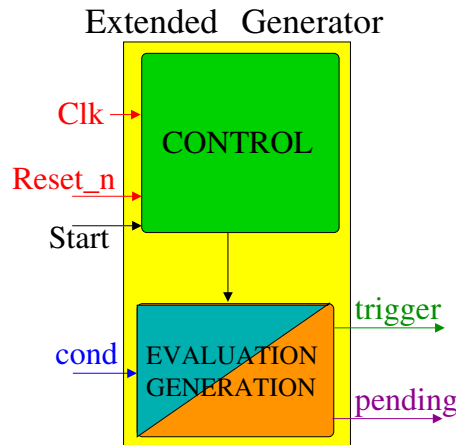 Extended Generator
Clk
CONTROL
Reset_n
Start
trigger
cond
EVALUATION
GENERATION
pending